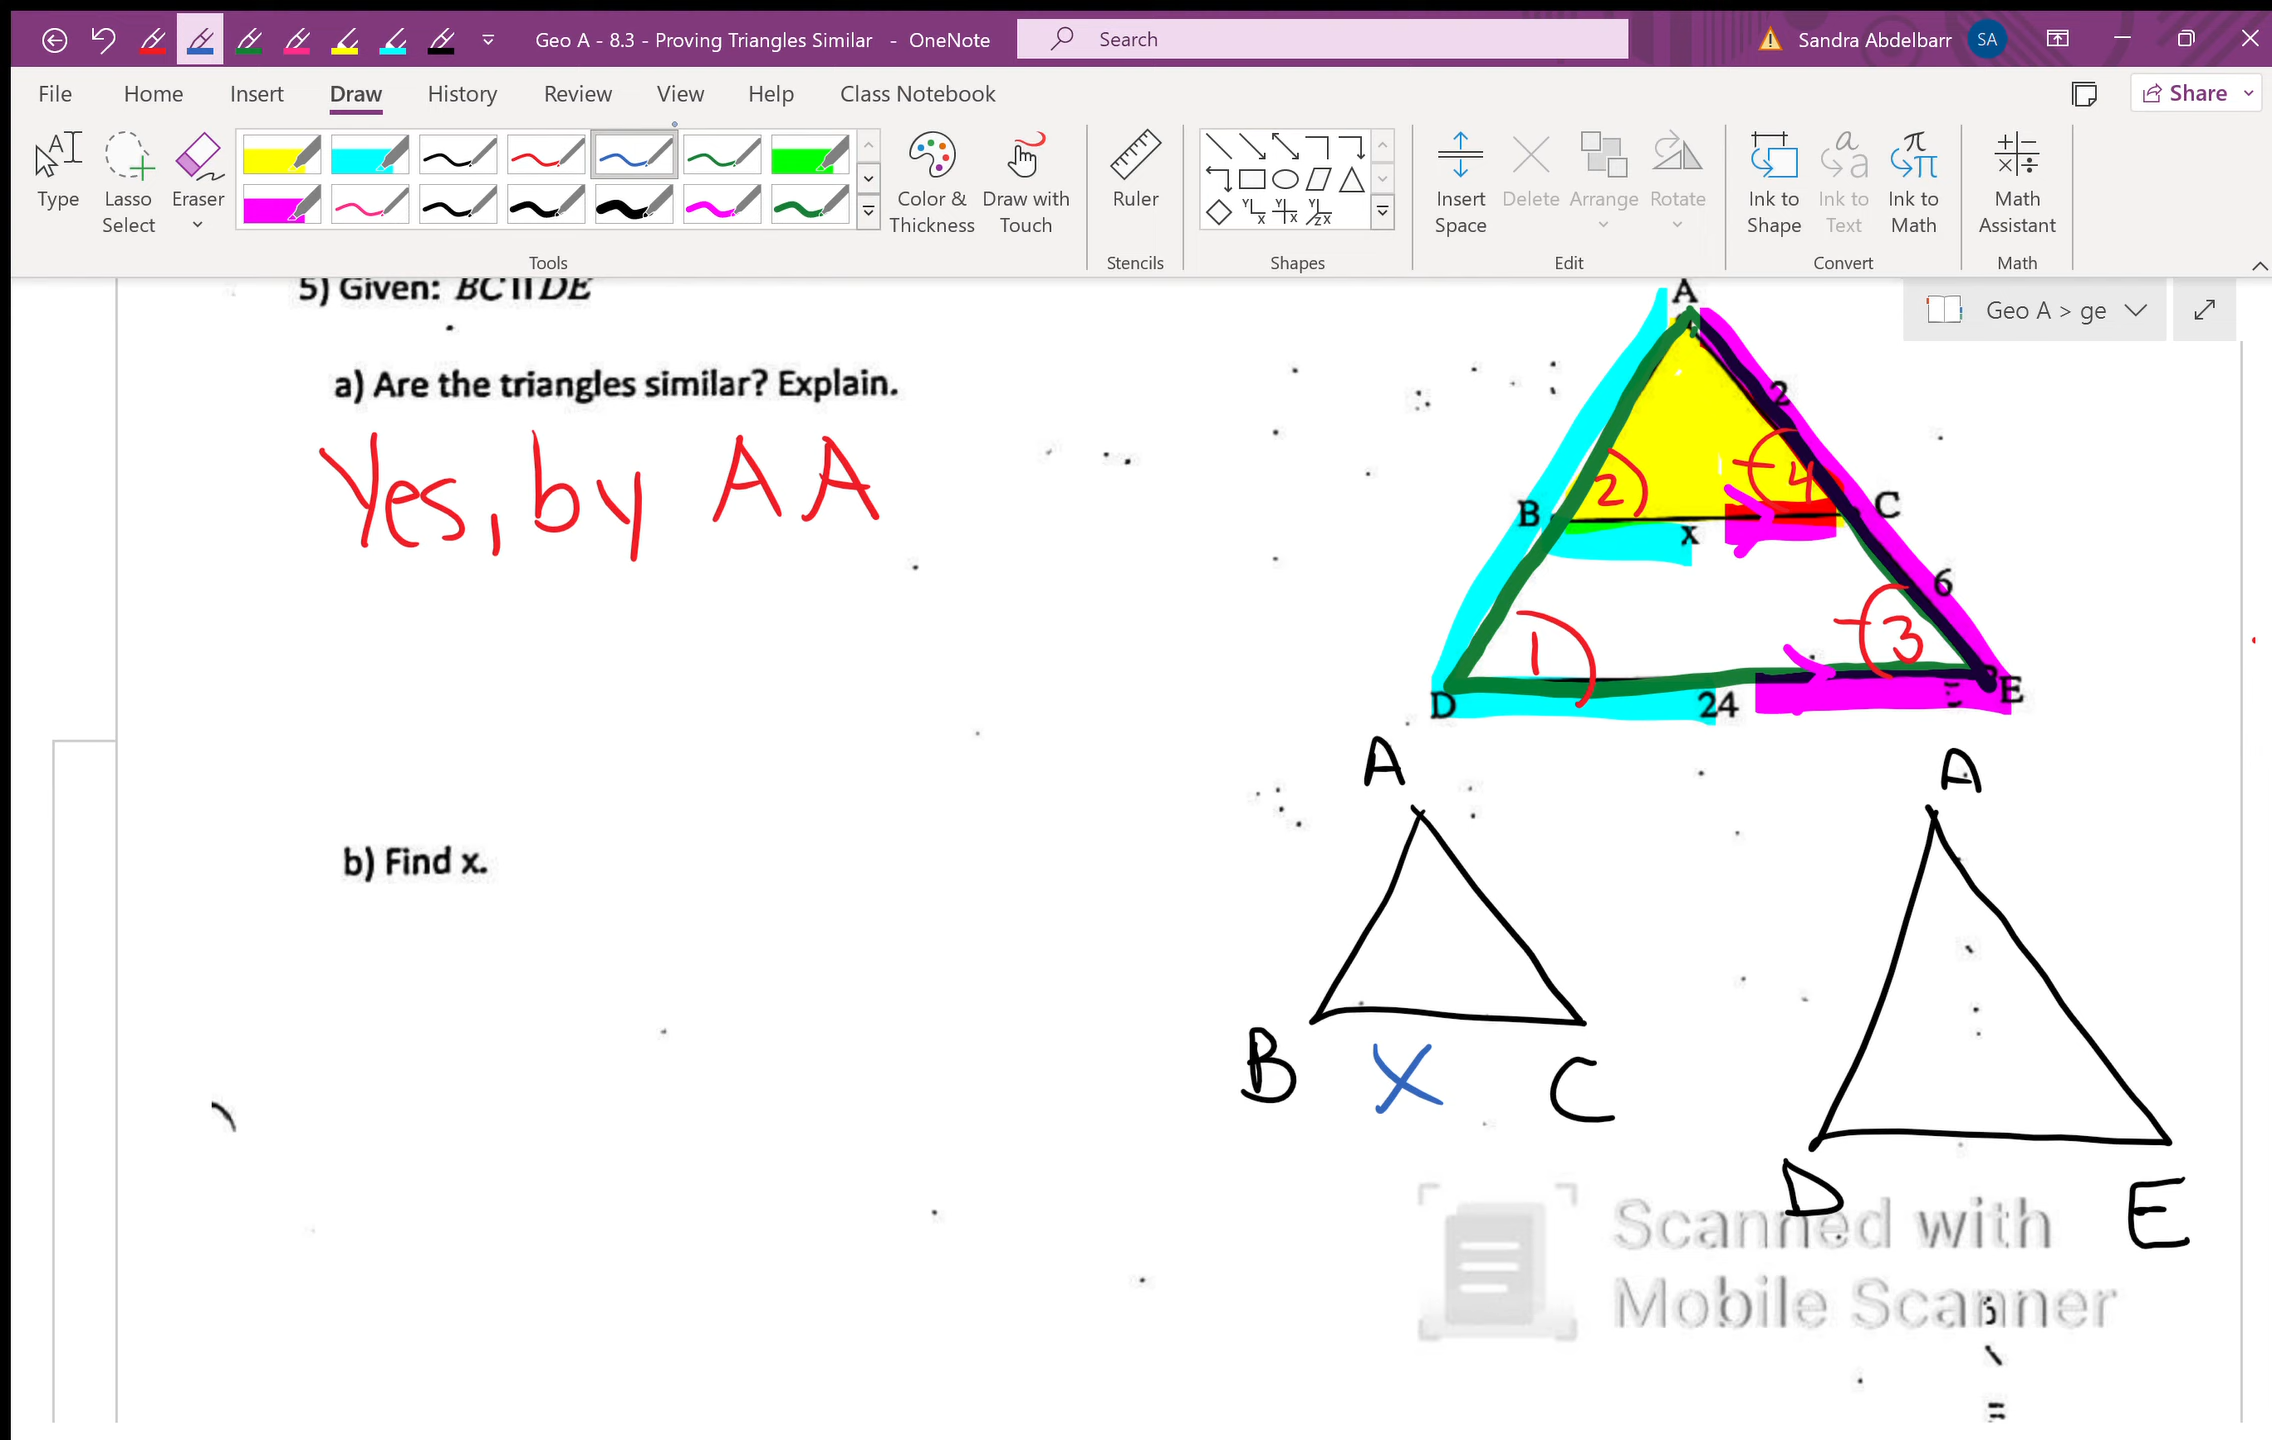 Geo A - 8.3 - Proving Triangles Similar - OneNote
Search
Sandra Abdelbarr
SA
File Home Insert Draw History Review View Help Class Notebook
Share
Type
Lasso Select
Eraser
Color & Thickness
Draw with Touch
Ruler
Insert Space
Delete
Arrange
Rotate
Ink to Shape
Ink to Text
Ink to Math
Math Assistant
Tools
Stencils
Shapes
Edit
Convert
Math
Geo A > ge
5) Given: BC || DE
a) Are the triangles similar? Explain.
Yes, by AA
A
2
2
4
B
x
C
6
1
3
D
24
E
b) Find x.
A
B
X
C
A
D
E
Scanned with
Mobile Scanner